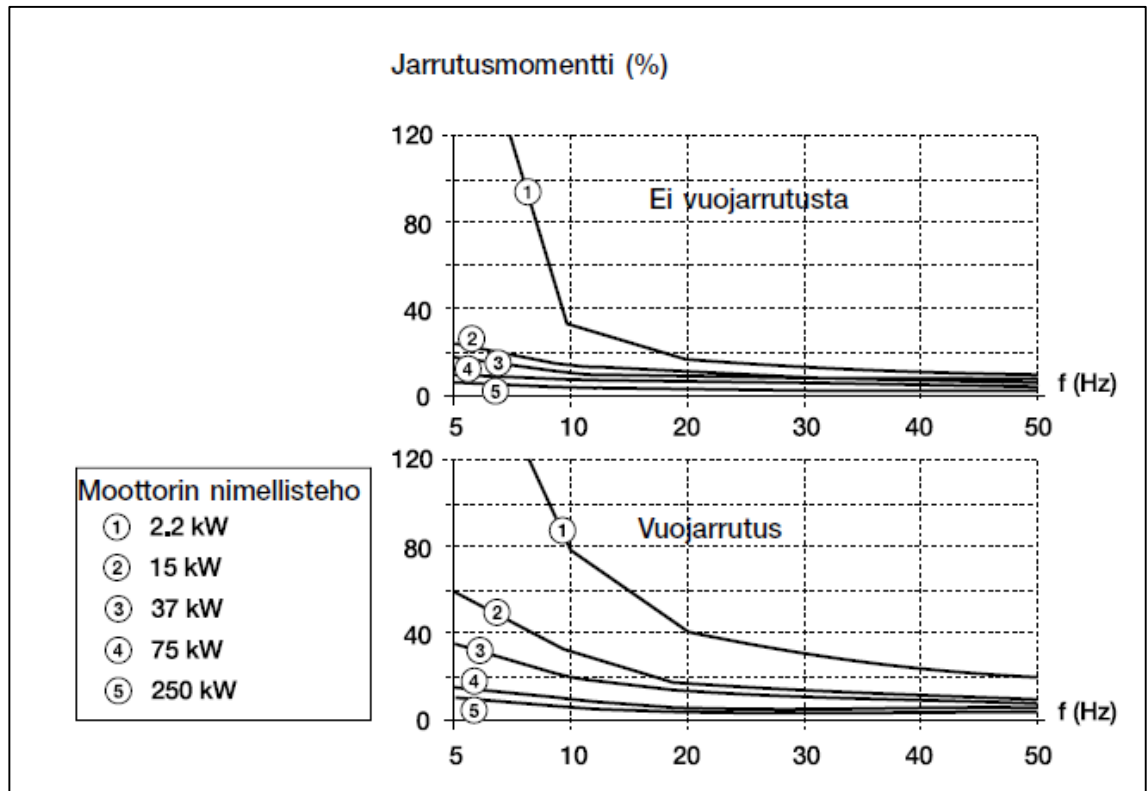 Jarrutusmomentti (%)
120
80
40
0
1
2
3
4
5
Ei vuojarrutusta
f (Hz)
5 10 20 30 40 50
Moottorin nimellisteho
1 2.2 kW
2 15 kW
3 37 kW
4 75 kW
5 250 kW
120
80
40
0
1
2
3
4
5
Vuojarrutus
f (Hz)
5 10 20 30 40 50